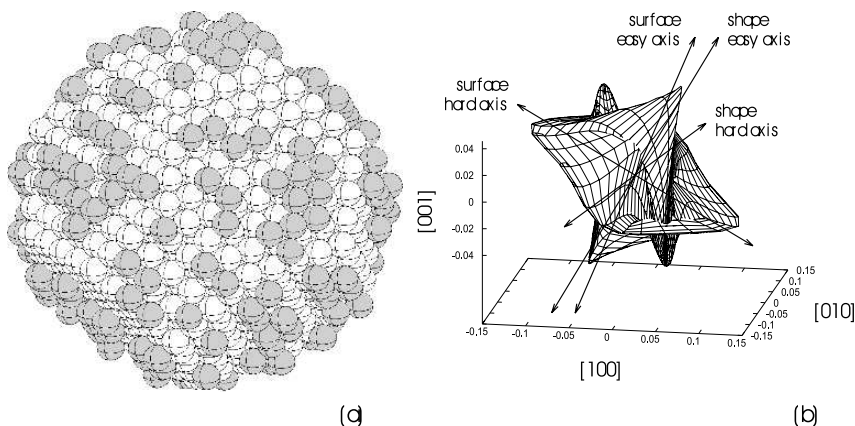 surface
easy axis
shape
easy axis
surface
hard axis
shape
hard axis
0.04
0.02
0
-0.02
-0.04
[001]
-0.15
-0.05
0
0.05
0.1
0.15
0.15
0.1
0.05
0
-0.05
-0.1
-0.15
[010]
[100]
(a)
(b)